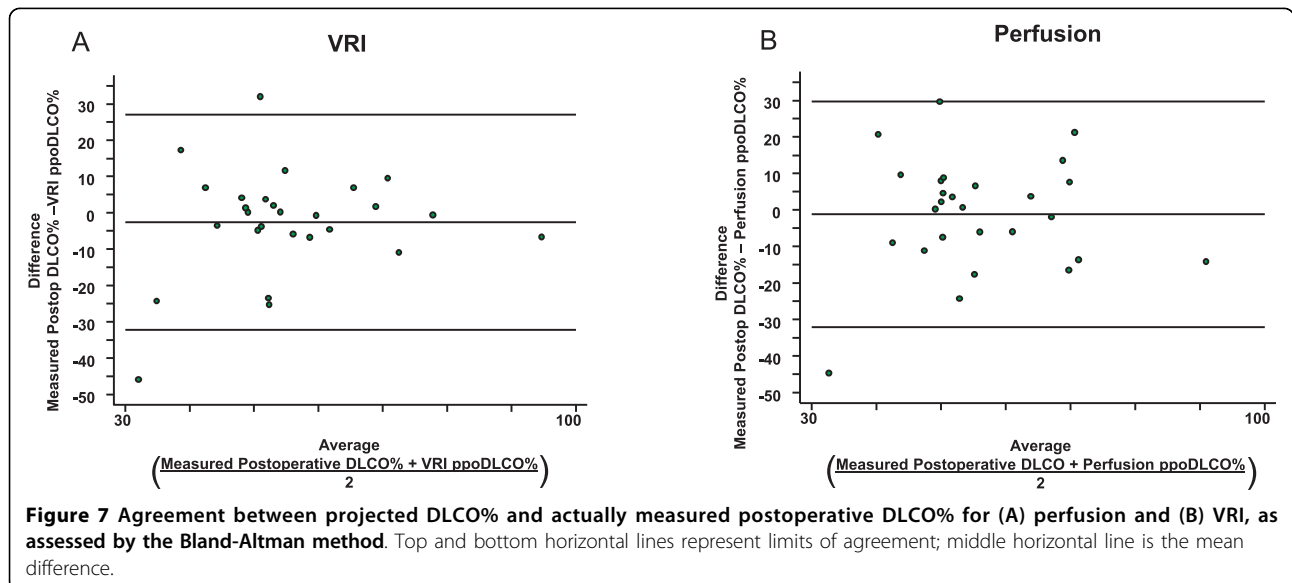 A
VRI
Difference
Measured Postop DLCO% –VRI ppoDLCO%
30
20
10
0
-10
-20
-30
-40
-50
30
100
Average
(Measured Postoperative DLCO% + VRI ppoDLCO%)
2
B
Perfusion
Difference
Measured Postop DLCO% – Perfusion ppoDLCO%
30
20
10
0
-10
-20
-30
-40
-50
30
100
Average
(Measured Postoperative DLCO + Perfusion ppoDLCO%)
2
Figure 7 Agreement between projected DLCO% and actually measured postoperative DLCO% for (A) perfusion and (B) VRI, as
assessed by the Bland-Altman method. Top and bottom horizontal lines represent limits of agreement; middle horizontal line is the mean
difference.